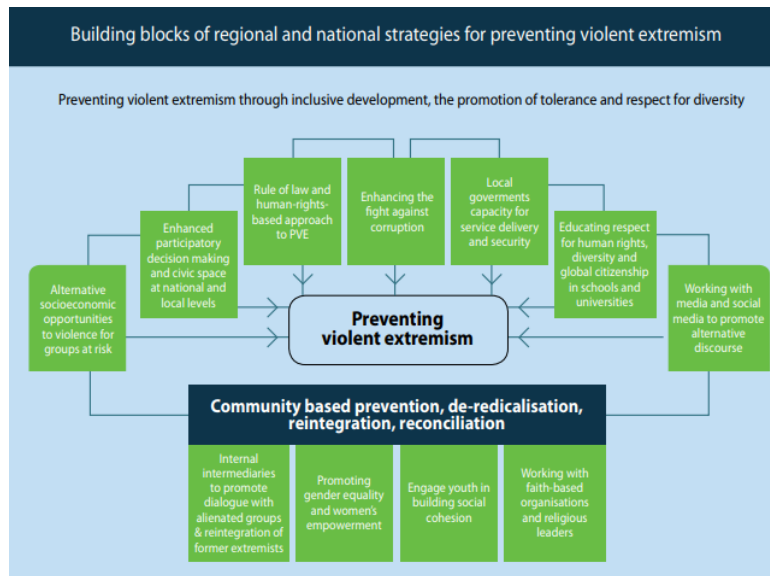 Building blocks of regional and national strategies for preventing violent extremism
Preventing violent extremism through inclusive development, the promotion of tolerance and respect for diversity
Alternative
socioeconomic
opportunities
to violence for
groups at risk
Enhanced
participatory
decision making
and civic space
at national and
local levels
Rule of law and
human-rights-
based approach
to PVE
Enhancing the
fight against
corruption
Local
goverments
capacity for
service delivery
and security
Educating respect
for human rights,
diversity and
global citizenship
in schools and
universities
Working with
media and social
media to promote
alternative
discourse
Preventing
violent extremism
Community based prevention, de-redicalisation,
reintegration, reconciliation
Internal
intermediaries
to promote
dialogue with
alienated groups
& reintegration of
former extremists
Promoting
gender equality
and women's
empowerment
Engage youth in
building social
cohesion
Working with
faith-based
organisations
and religious
leaders